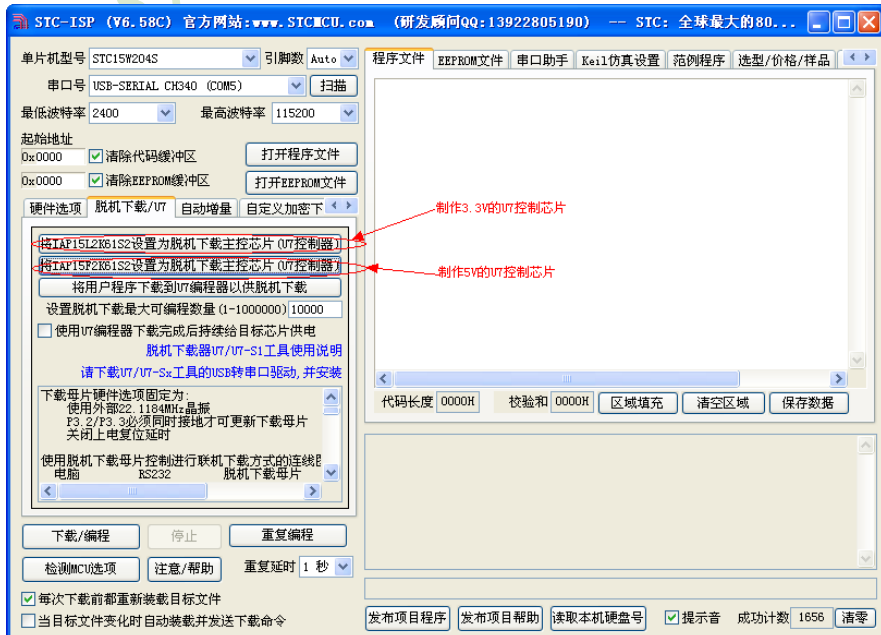 STC-ISP (V6.58C) 官方网站:www.STCMCU.com (研发顾问QQ:13922805190) -- STC: 全球最大的80...
单片机型号 STC15W204S 引脚数 Auto
串口号 USB-SERIAL CH340 (COM5) 扫描
最低波特率 2400 最高波特率 115200
起始地址
0x0000 清除代码缓冲区 打开程序文件
0x0000 清除EEPROM缓冲区 打开EEPROM文件
硬件选项 脱机下载/U7 自动增量 自定义加密下
将IAP15L2K61S2设置为脱机下载主控芯片(U7控制器)
将IAP15F2K61S2设置为脱机下载主控芯片(U7控制器)
将用户程序下载到U7编程器以供脱机下载
设置脱机下载最大可编程数量(1-1000000) 10000
使用U7编程器下载完成后持续给目标芯片供电
脱机下载器U7/U7-S1工具使用说明
请下载U7/U7-Sx工具的USB转串口驱动,并安装
下载母片硬件选项固定为:
使用外部22.1184MHz晶振
P3.2/P3.3必须同时接地才可更新下载母片
关闭上电复位延时
使用脱机下载母片控制进行联机下载方式的连线
电脑 RS232 脱机下载母片
下载/编程 停止 重复编程
检测MCU选项 注意/帮助 重复延时 1 秒
每次下载前都重新装载目标文件
当目标文件变化时自动装载并发送下载命令
程序文件 EEPROM文件 串口助手 Keil仿真设置 范例程序 选型/价格/样品
制作3.3V的U7控制芯片
制作5V的U7控制芯片
代码长度 0000H 校验和 0000H 区域填充 清空区域 保存数据
发布项目程序 发布项目帮助 读取本机硬盘号 提示音 成功计数 1656 清零